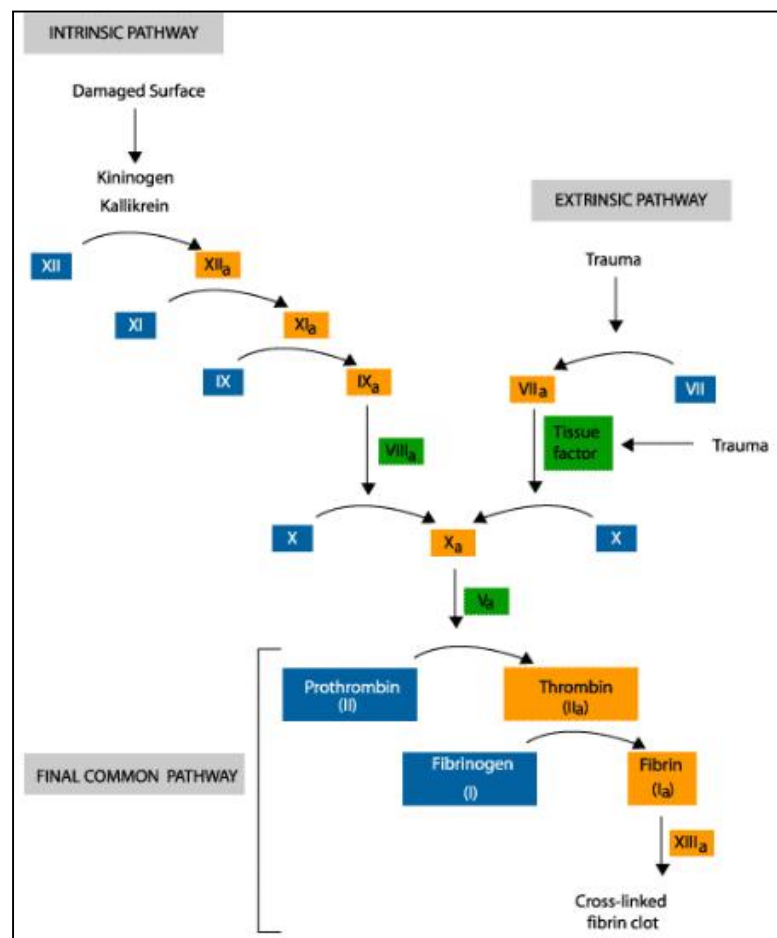 INTRINSIC PATHWAY
Damaged Surface
Kininogen
Kallikrein
EXTRINSIC PATHWAY
Trauma
XII
XIIa
XI
XIa
IX
IXa
VIIa
VII
VIIIa
Tissue
factor
Trauma
X
Xa
X
Va
Prothrombin
(II)
Thrombin
(IIa)
FINAL COMMON PATHWAY
Fibrinogen
(I)
Fibrin
(Ia)
XIIIa
Cross-linked
fibrin clot